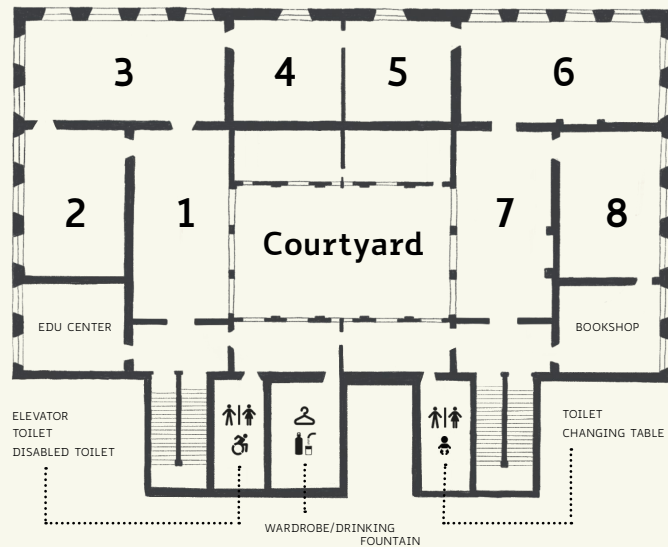 3
4
5
6
2
1
7
8
Courtyard
EDU CENTER
BOOKSHOP
ELEVATOR
TOILET
DISABLED TOILET
TOILET
CHANGING TABLE
WARDROBE/DRINKING
FOUNTAIN